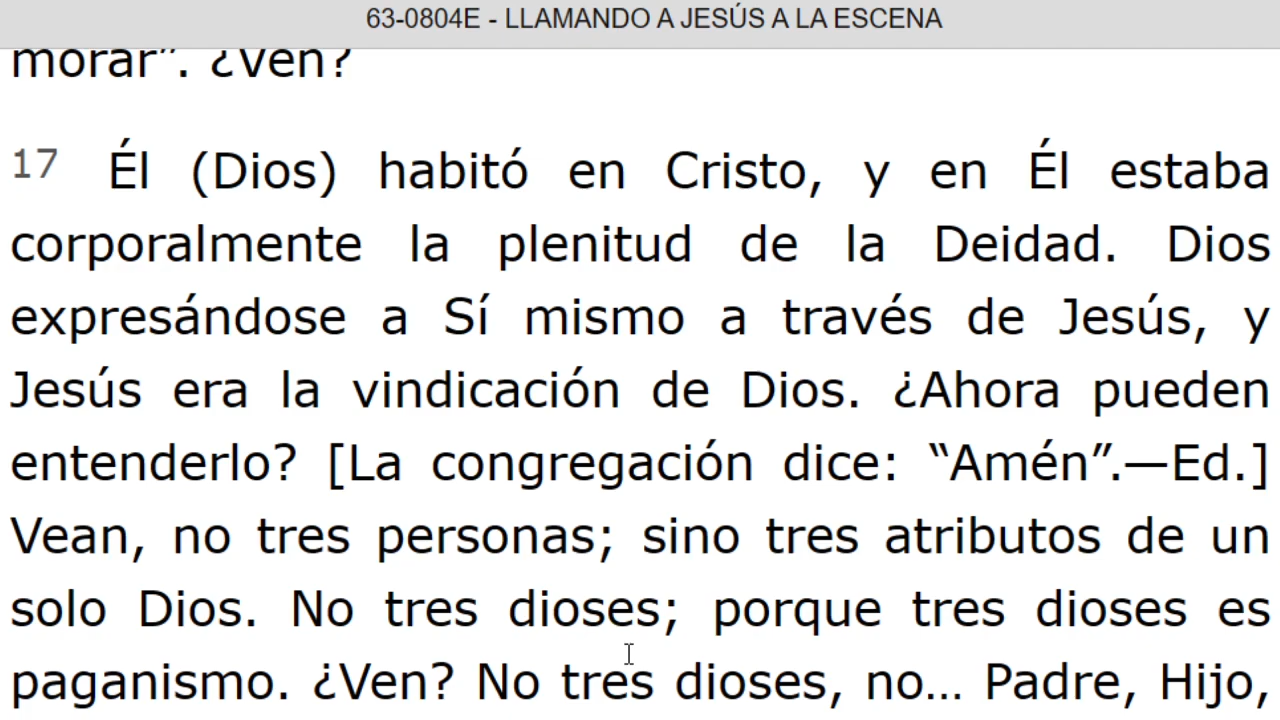 63-0804E - LLAMANDO A JESÚS A LA ESCENA
morar”. ¿Ven?
17 Él (Dios) habitó en Cristo, y en Él estaba
corporalmente la plenitud de la Deidad. Dios
expresándose a Sí mismo a través de Jesús, y
Jesús era la vindicación de Dios. ¿Ahora pueden
entenderlo? [La congregación dice: “Amén”.—Ed.]
Vean, no tres personas; sino tres atributos de un
solo Dios. No tres dioses; porque tres dioses es
paganismo. ¿Ven? No tres dioses, no… Padre, Hijo,